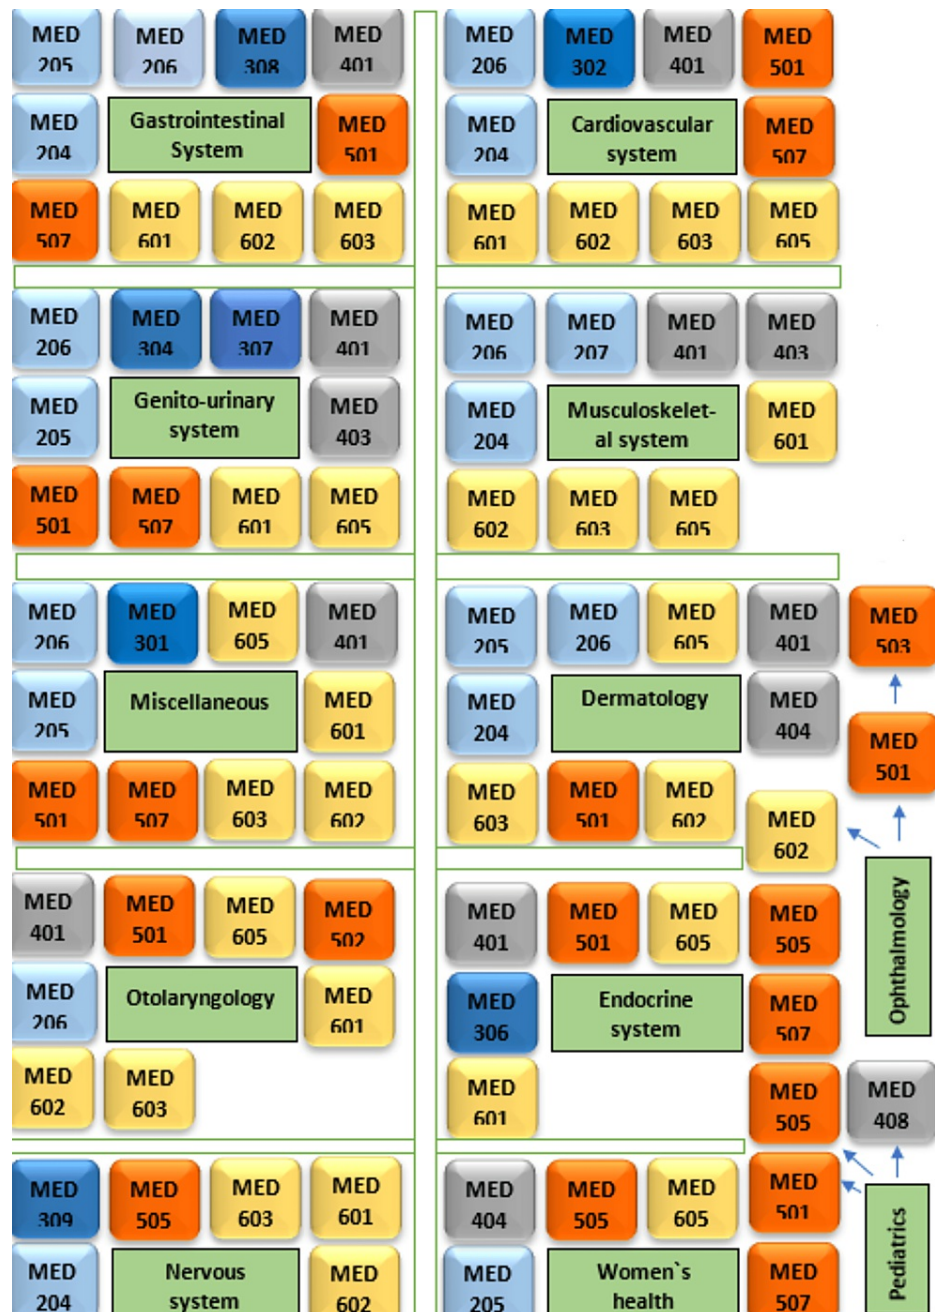 MED
205
MED
206
MED
308
MED
401
MED
204
Gastrointestinal
System
MED
501
MED
507
MED
601
MED
602
MED
603
MED
206
MED
302
MED
401
MED
501
MED
204
Cardiovascular
system
MED
507
MED
601
MED
602
MED
603
MED
605
MED
206
MED
304
MED
307
MED
401
MED
205
Genito-urinary
system
MED
403
MED
501
MED
507
MED
601
MED
605
MED
206
MED
207
MED
401
MED
403
MED
204
Musculoskelet-
al system
MED
601
MED
602
MED
603
MED
605
MED
206
MED
301
MED
605
MED
401
MED
205
Miscellaneous
MED
601
MED
501
MED
507
MED
603
MED
602
MED
205
MED
206
MED
605
MED
401
MED
503
MED
204
Dermatology
MED
404
MED
501
MED
603
MED
501
MED
602
MED
602
Ophthalmology
MED
401
MED
501
MED
605
MED
502
MED
206
Otolaryngology
MED
601
MED
602
MED
603
MED
401
MED
501
MED
605
MED
505
MED
306
Endocrine
system
MED
507
MED
601
MED
505
MED
408
MED
309
MED
505
MED
603
MED
601
MED
204
Nervous
system
MED
602
MED
404
MED
505
MED
605
MED
501
MED
205
Women`s
health
MED
507
Pediatrics